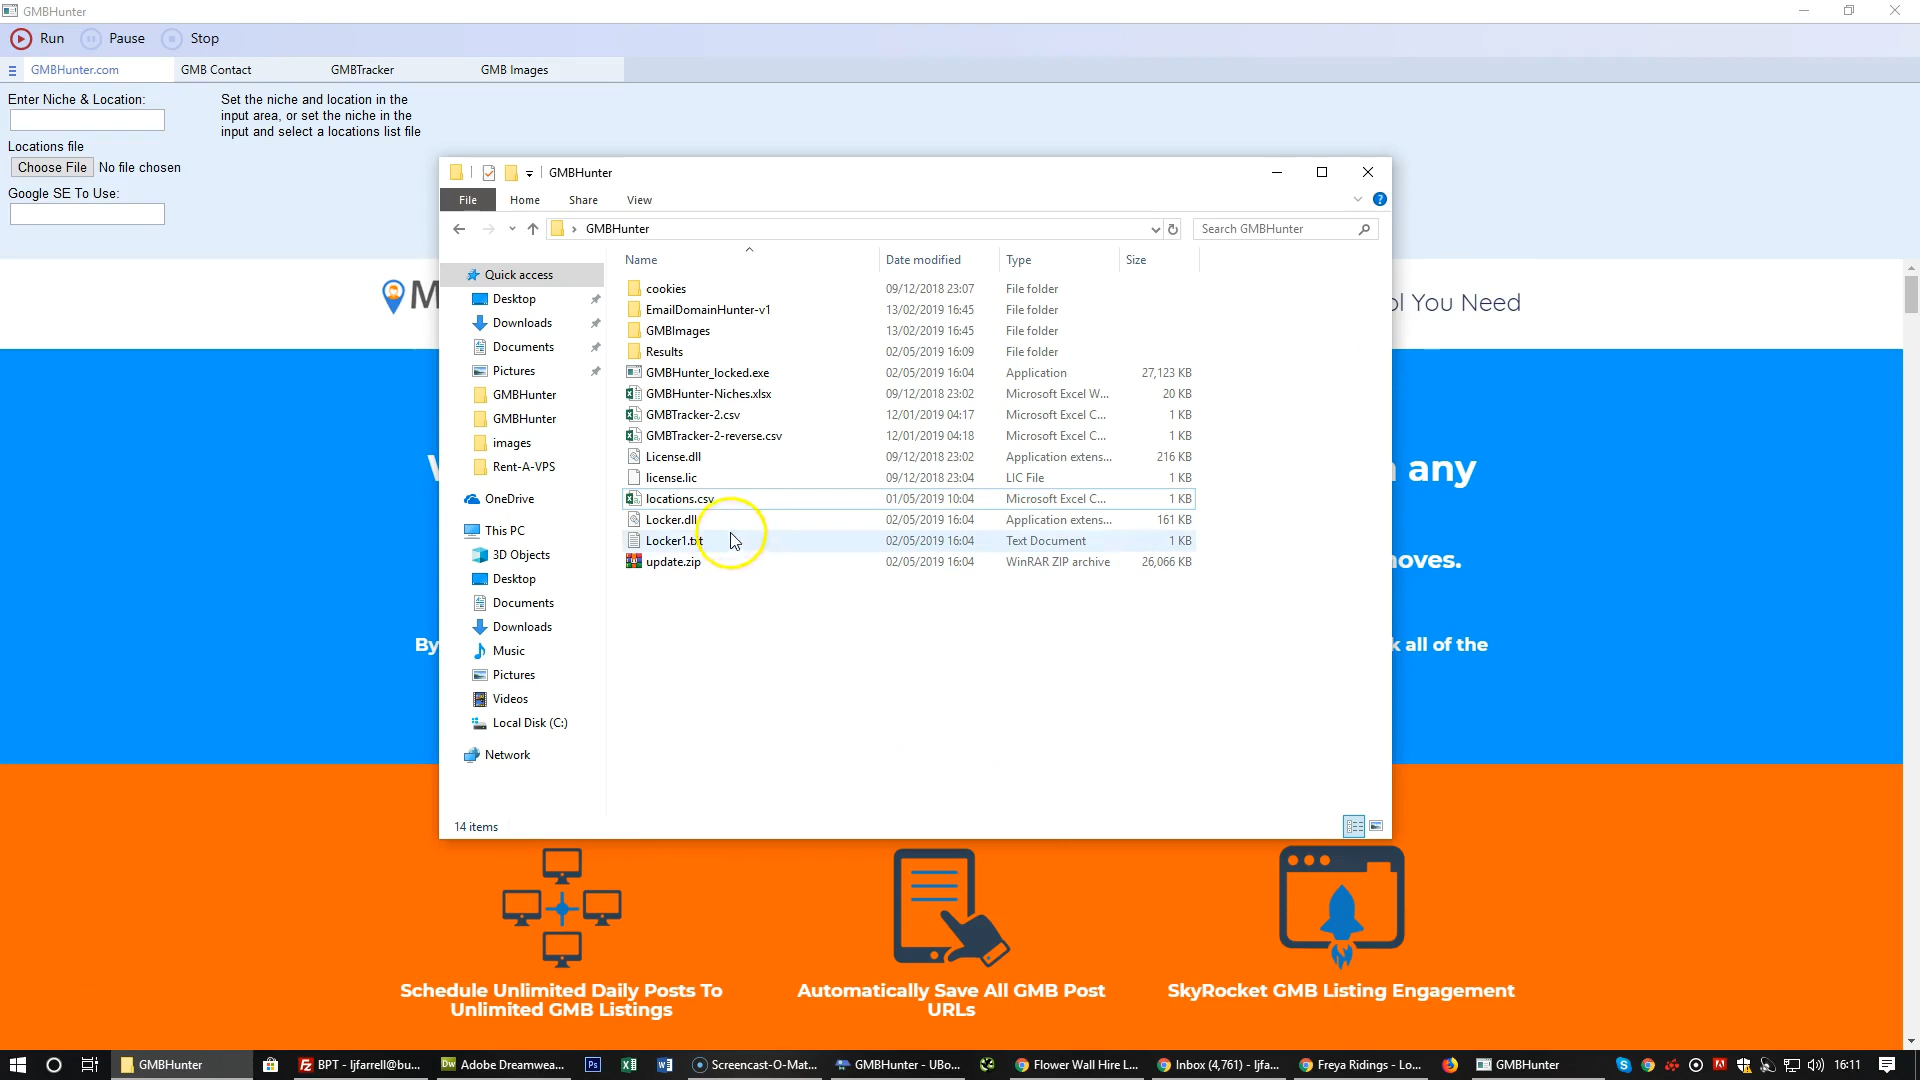 GMBHunter
Run Pause Stop
GMBHunter.com GMB Contact GMBTracker GMB Images
Enter Niche & Location:
Set the niche and location in the
input area, or set the niche in the
input and select a locations list file
Locations file
Choose File No file chosen
Google SE To Use:
GMBHunter
File Home Share View
GMBHunter
Search GMBHunter
Name Date modified Type Size
Quick access
Desktop
Downloads
Documents
Pictures
GMBHunter
GMBHunter
images
Rent-A-VPS
OneDrive
This PC
3D Objects
Desktop
Documents
Downloads
Music
Pictures
Videos
Local Disk (C:)
Network
cookies 09/12/2018 23:07 File folder
EmailDomainHunter-v1 13/02/2019 16:45 File folder
GMBImages 13/02/2019 16:45 File folder
Results 02/05/2019 16:09 File folder
GMBHunter_locked.exe 02/05/2019 16:04 Application 27,123 KB
GMBHunter-Niches.xlsx 09/12/2018 23:02 Microsoft Excel W... 20 KB
GMBTracker-2.csv 12/01/2019 04:17 Microsoft Excel C... 1 KB
GMBTracker-2-reverse.csv 12/01/2019 04:18 Microsoft Excel C... 1 KB
License.dll 09/12/2018 23:02 Application extens... 216 KB
license.lic 09/12/2018 23:04 LIC File 1 KB
locations.csv 01/05/2019 10:04 Microsoft Excel C... 1 KB
Locker.dll 02/05/2019 16:04 Application extens... 161 KB
Locker1.txt 02/05/2019 16:04 Text Document 1 KB
update.zip 02/05/2019 16:04 WinRAR ZIP archive 26,066 KB
14 items
You Need
any
moves.
By
all of the
Schedule Unlimited Daily Posts To
Unlimited GMB Listings
Automatically Save All GMB Post
URLs
SkyRocket GMB Listing Engagement
GMBHunter BPT - ljfarrell@bu... Adobe Dreamwea... Screencast-O-Mat... GMBHunter - UBo... Flower Wall Hire L... Inbox (4,761) - ljfa... Freya Ridings - Lo... GMBHunter 16:11